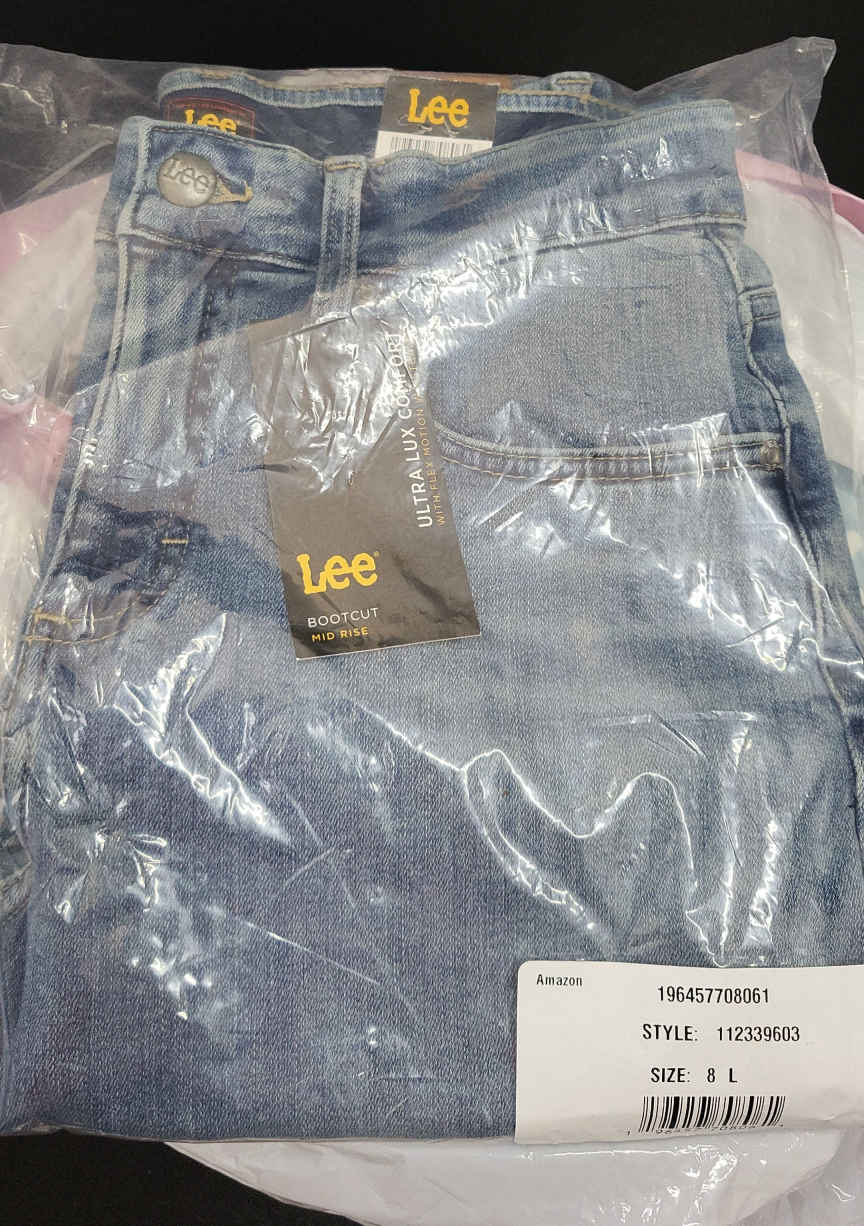 Lee
Lee
Lee
ULTRA LUX COMFORT
WITH FLEX MOTION
Lee®
BOOTCUT
MID RISE
Amazon
196457708061
STYLE: 112339603
SIZE: 8 L